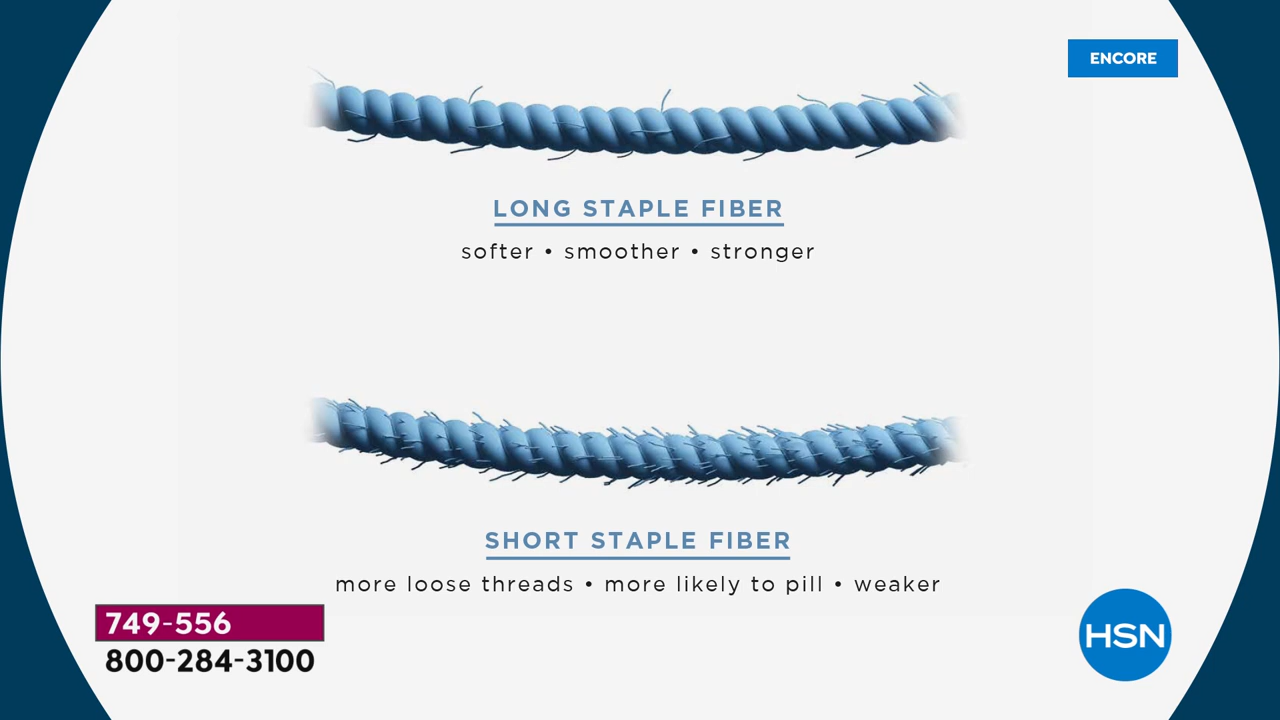 ENCORE
LONG STAPLE FIBER
softer • smoother • stronger
SHORT STAPLE FIBER
more loose threads • more likely to pill • weaker
749-556
800-284-3100
HSN